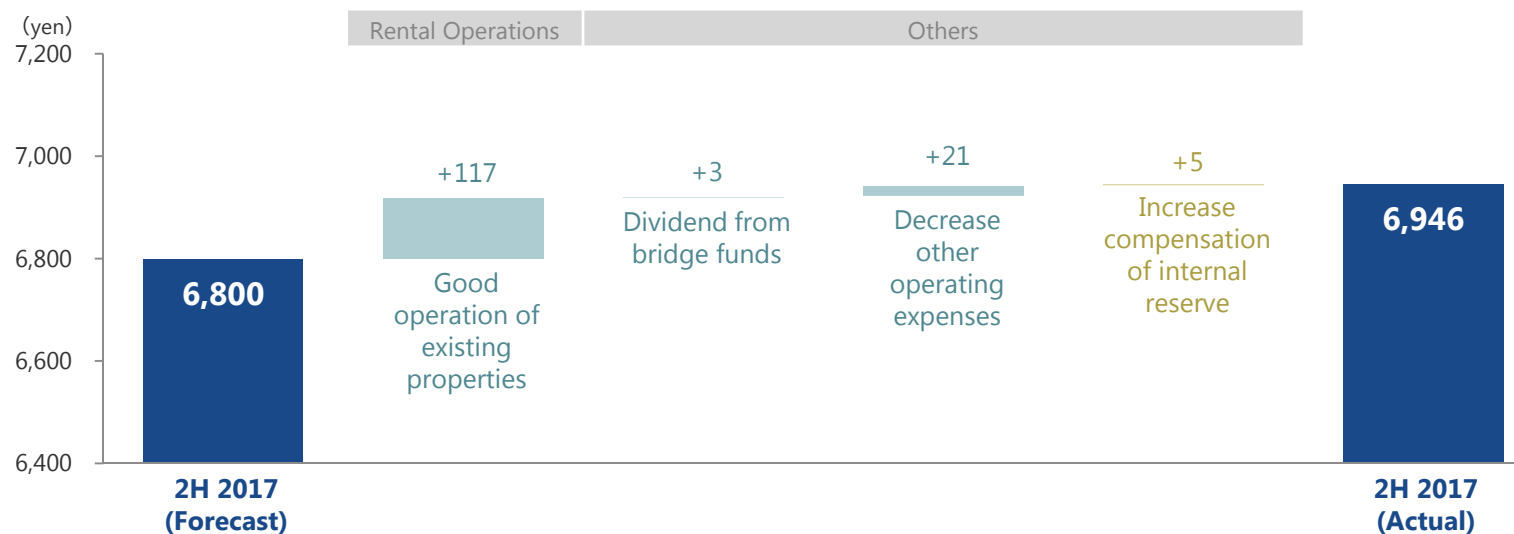 (yen)
Rental Operations
Others
7,200
7,000
6,800
6,600
6,400
6,800
+117
Good
operation of
existing
properties
+3
Dividend from
bridge funds
+21
Decrease
other
operating
expenses
+5
Increase
compensation
of internal
reserve
6,946
2H 2017
(Forecast)
2H 2017
(Actual)